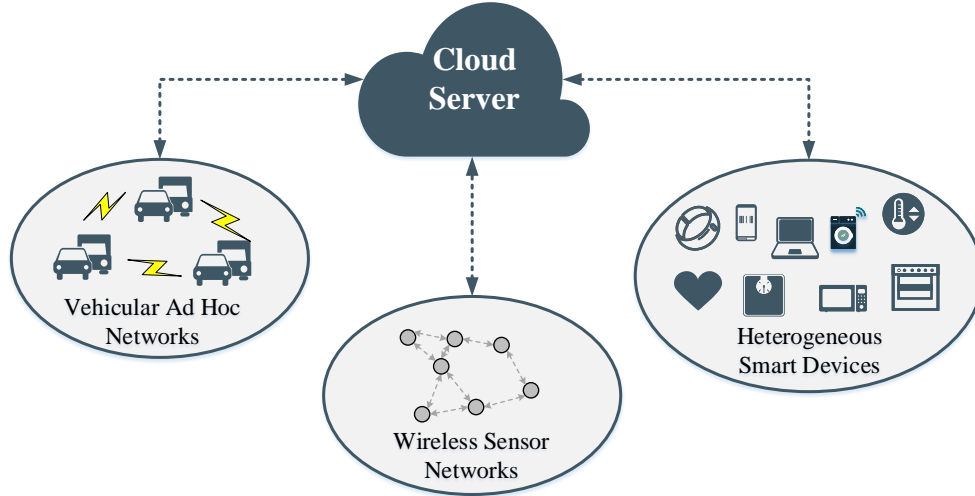 Cloud
Server
Vehicular Ad Hoc
Networks
Wireless Sensor
Networks
Heterogeneous
Smart Devices